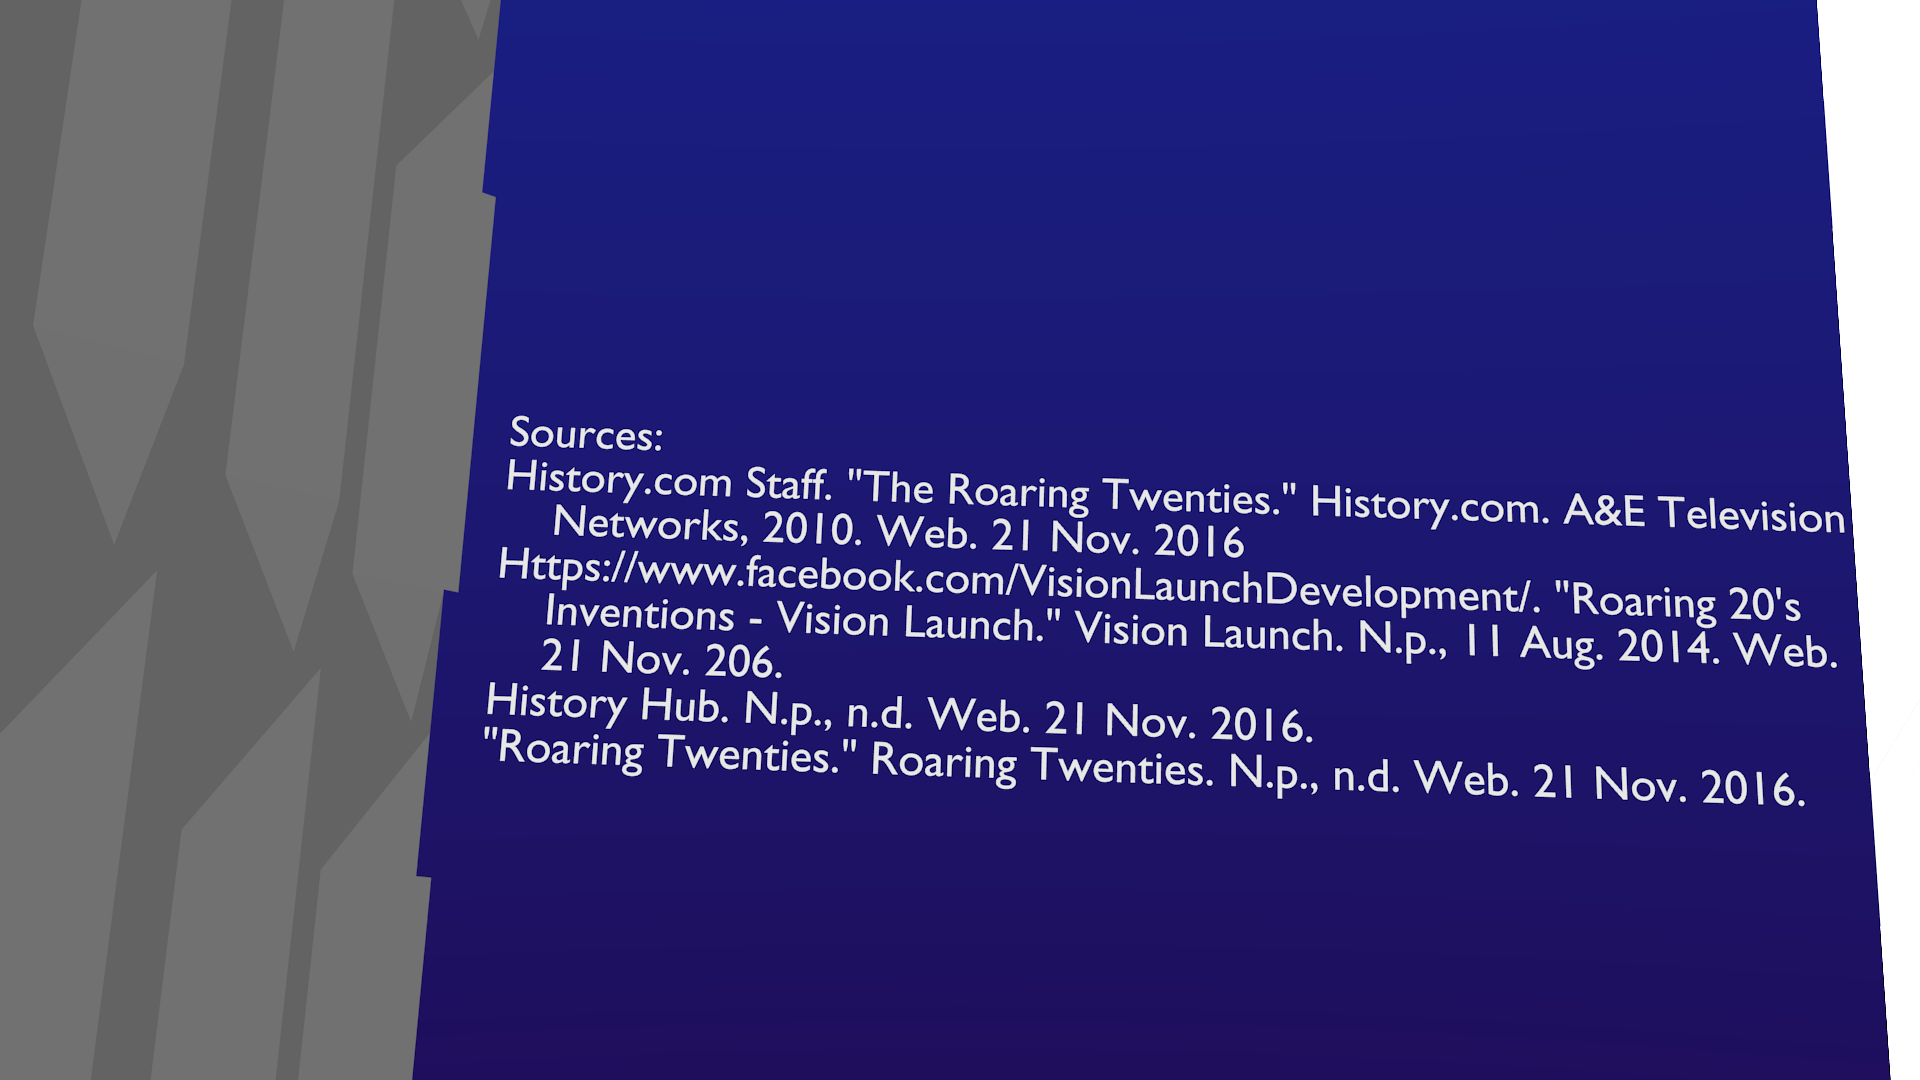 Sources:
History.com Staff. "The Roaring Twenties." History.com. A&E Television
Networks, 2010. Web. 21 Nov. 2016
Https://www.facebook.com/VisionLaunchDevelopment/. "Roaring 20's
Inventions - Vision Launch." Vision Launch. N.p., 11 Aug. 2014. Web.
21 Nov. 206.
History Hub. N.p., n.d. Web. 21 Nov. 2016.
"Roaring Twenties." Roaring Twenties. N.p., n.d. Web. 21 Nov. 2016.